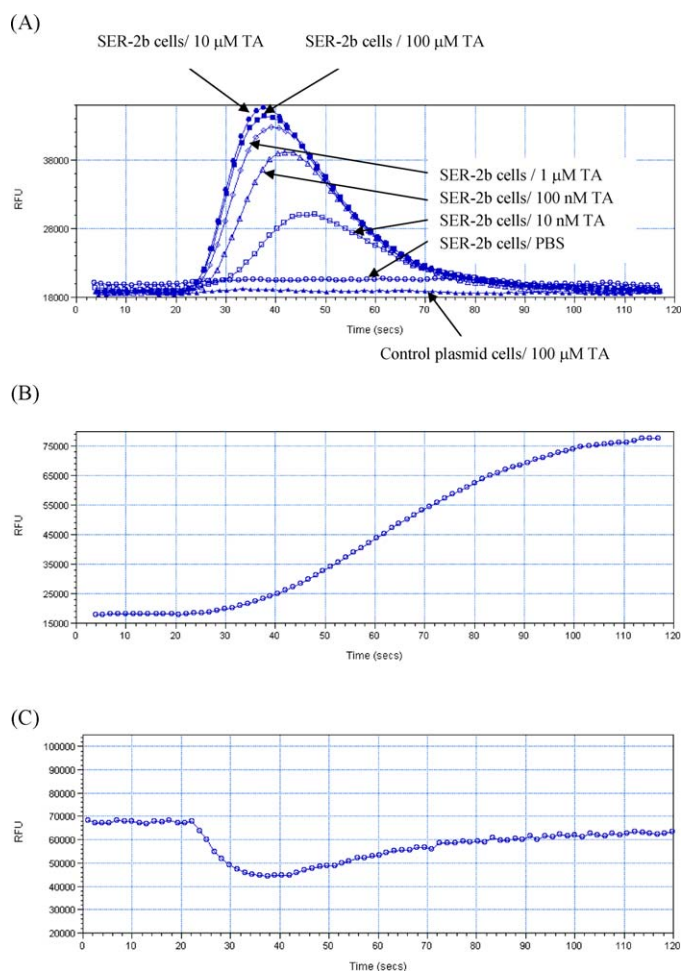 (A)
SER-2b cells/ 10 μM TA
SER-2b cells / 100 μM TA
38000
28000
18000
RFU
SER-2b cells / 1 μM TA
SER-2b cells/ 100 nM TA
SER-2b cells / 10 nM TA
SER-2b cells/ PBS
0 10 20 30 40 50 60 70 80 90 100 110 120
Time (secs)
Control plasmid cells/ 100 μM TA
(B)
75000
65000
55000
45000
35000
25000
15000
RFU
0 10 20 30 40 50 60 70 80 90 100 110 120
Time (secs)
(C)
100000
90000
80000
70000
60000
50000
40000
30000
20000
RFU
0 10 20 30 40 50 60 70 80 90 100 110 120
Time (secs)